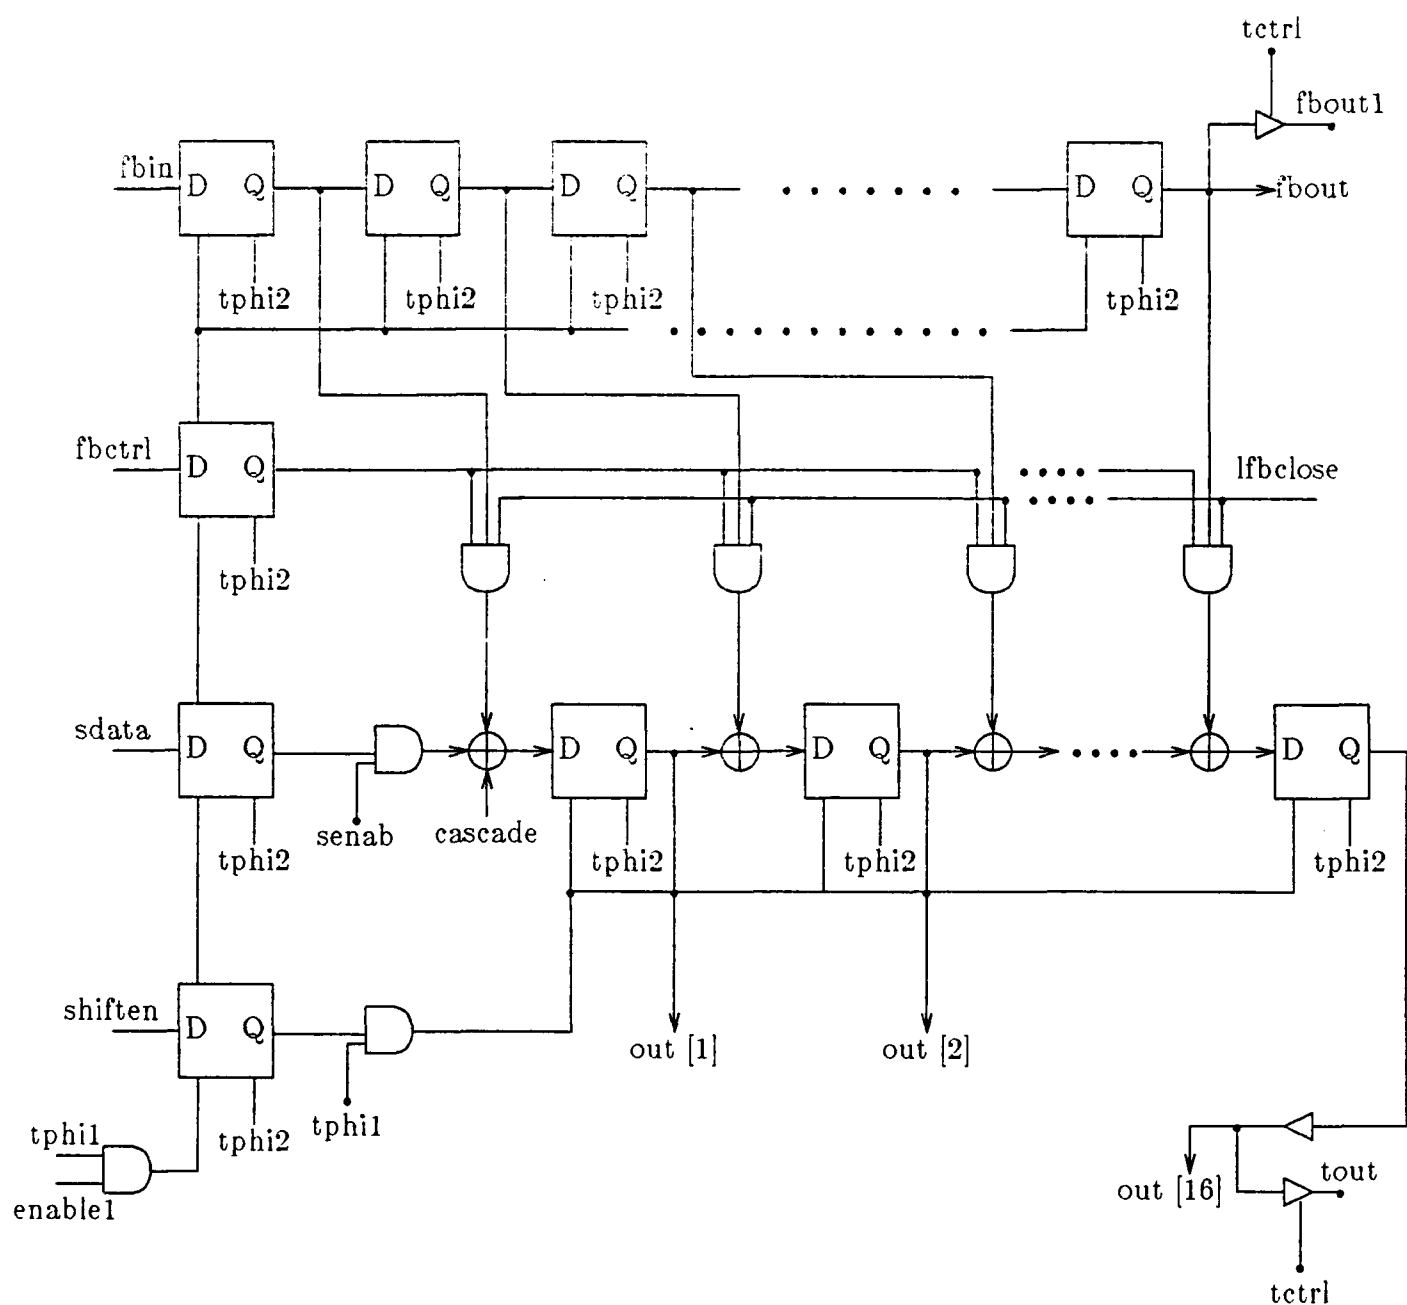 tctrl
fbout1
fbin D Q D Q D Q D Q fbout
tphi2 tphi2 tphi2 tphi2
fbctrl D Q lfbclose
tphi2
sdata D Q D Q D Q D Q
senab cascade
tphi2 tphi2 tphi2 tphi2
shiften D Q
out [1] out [2]
tphi1 tphi2 tphi1
enable1
out [16] tout
tctrl